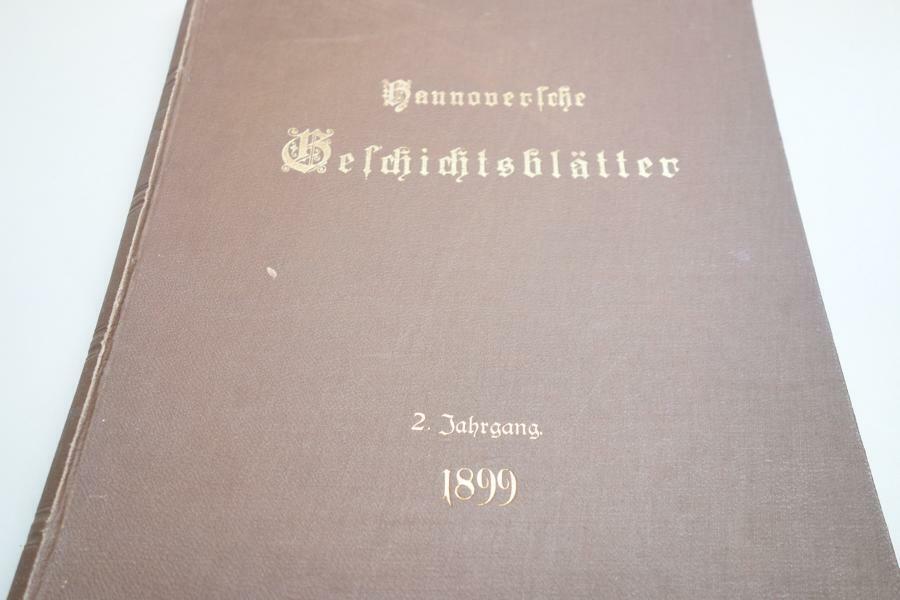 Hannoverſche
Geſchichtsblätter
2. Jahrgang.
1899